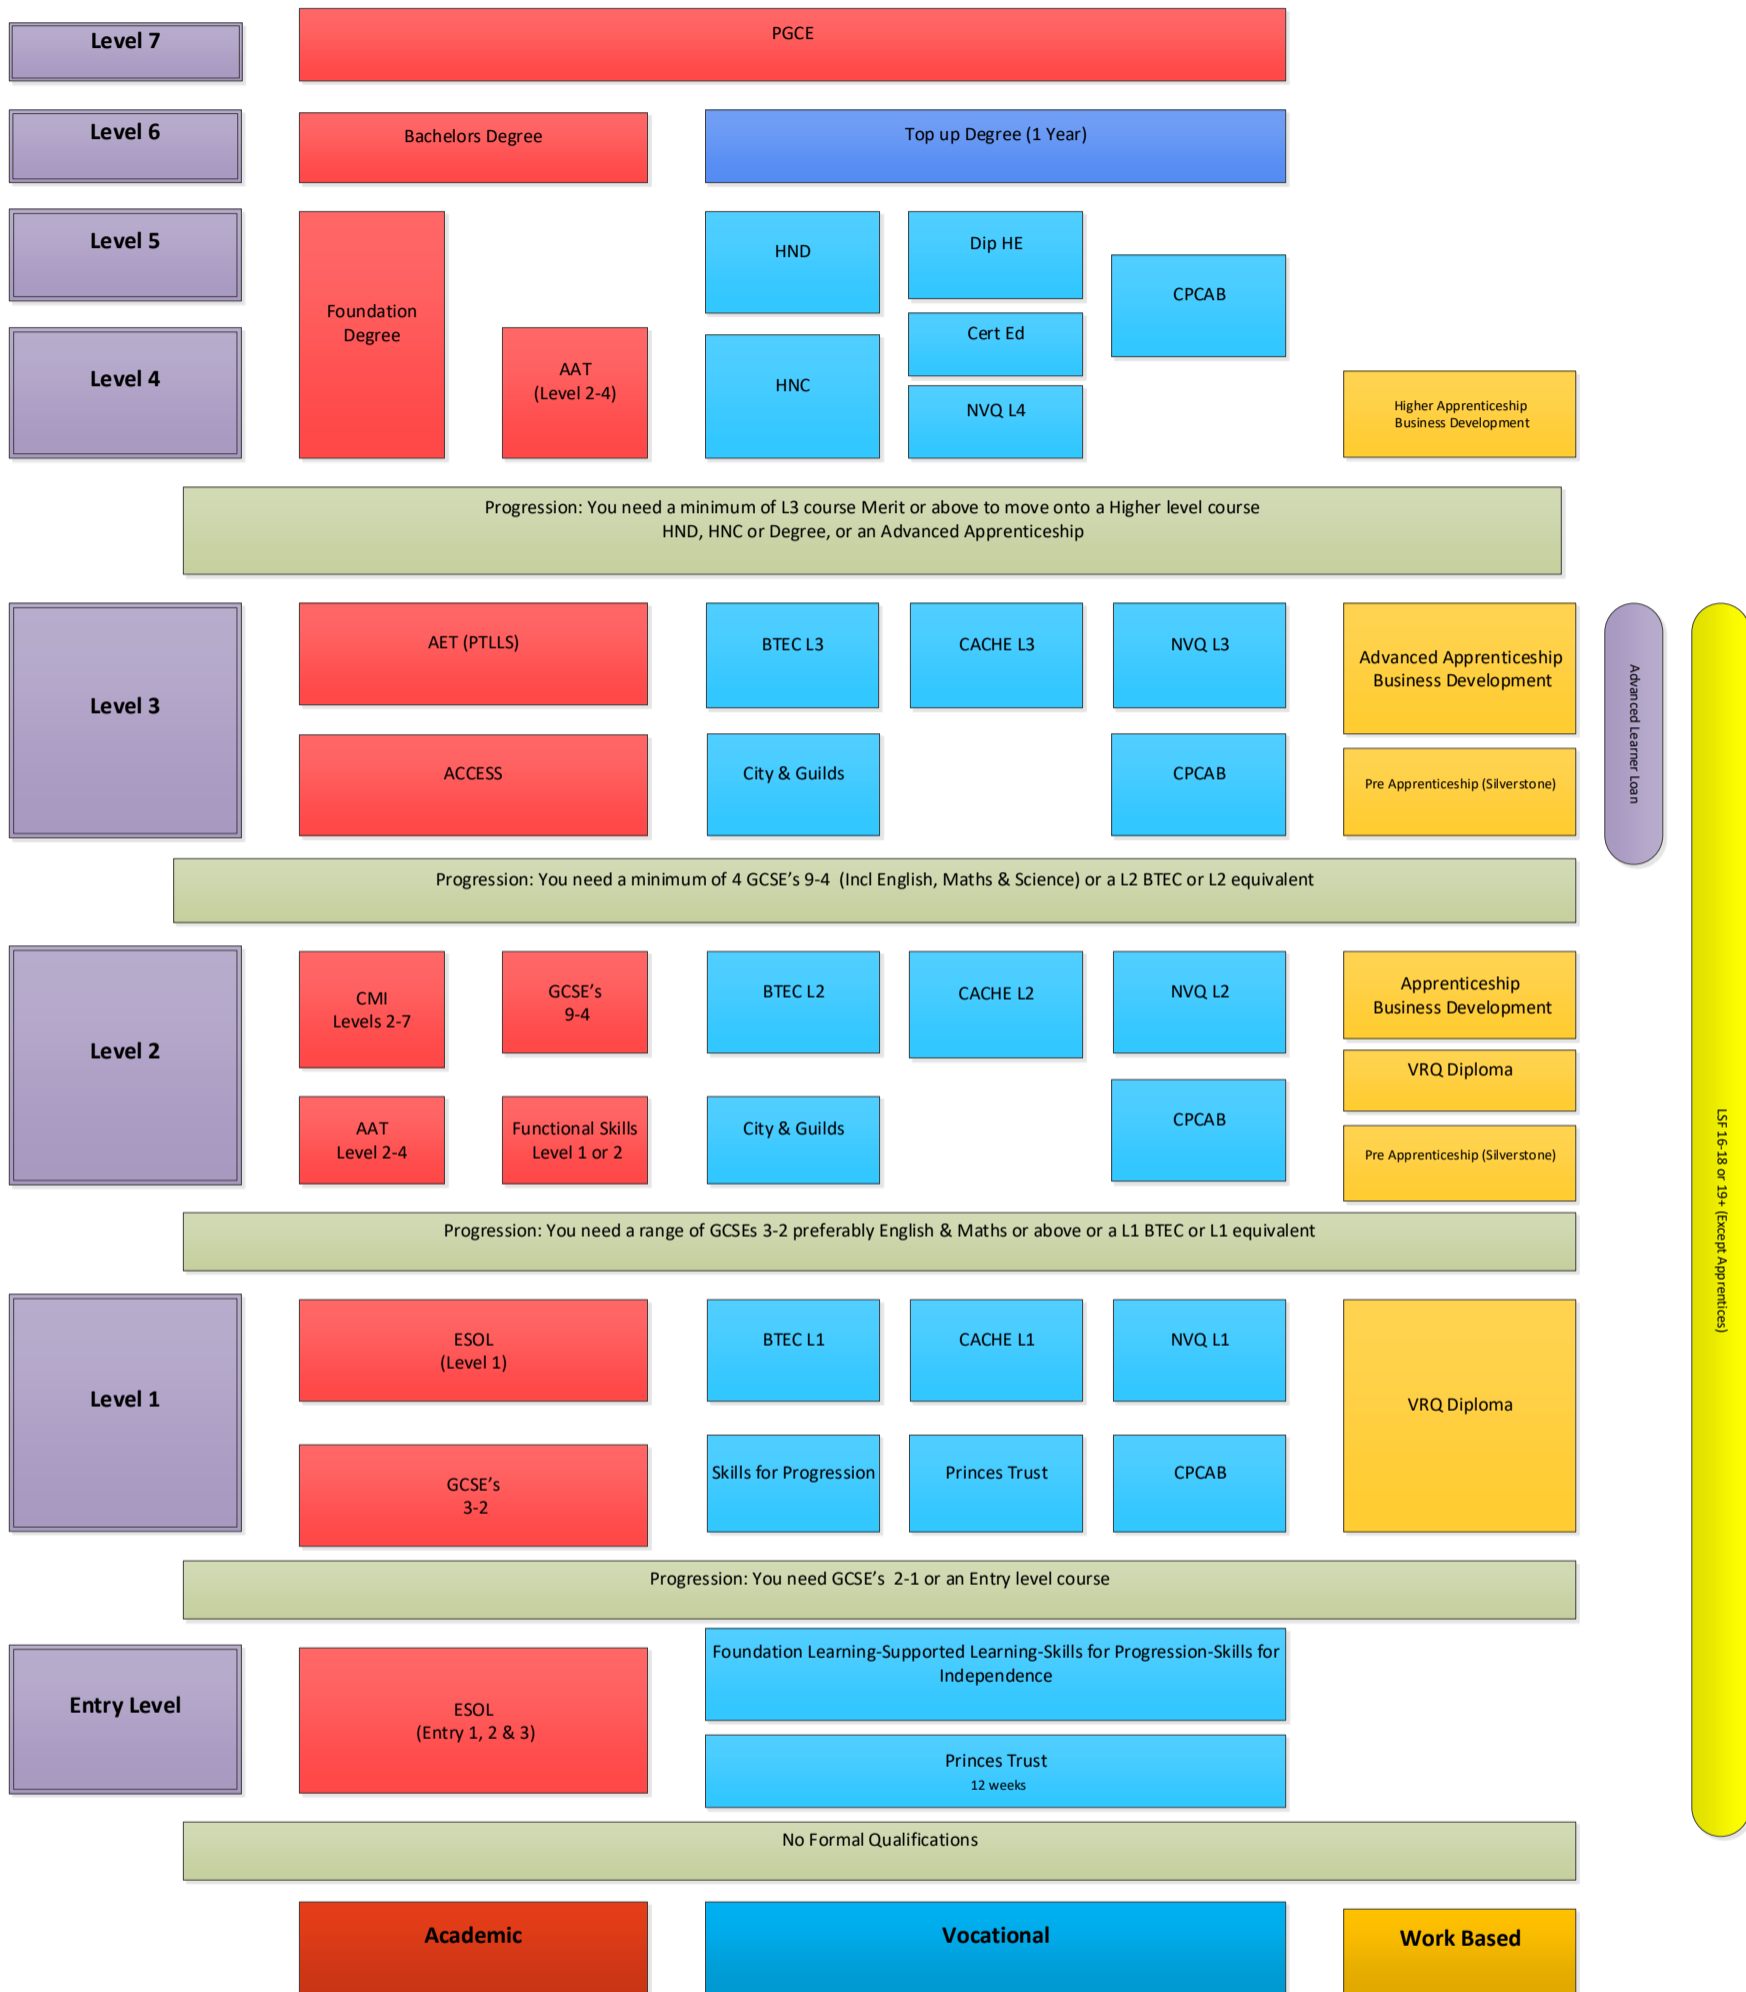 Level 7
PGCE
Level 6
Bachelors Degree
Top up Degree (1 Year)
Level 5
HND
Dip HE
CPCAB
Foundation
Degree
Cert Ed
Level 4
AAT
(Level 2-4)
HNC
NVQ L4
Higher Apprenticeship
Business Development
Progression: You need a minimum of L3 course Merit or above to move onto a Higher level course
HND, HNC or Degree, or an Advanced Apprenticeship
Level 3
AET (PTLLS)
BTEC L3
CACHE L3
NVQ L3
Advanced Apprenticeship
Business Development
ACCESS
City & Guilds
CPCAB
Pre Apprenticeship (Silverstone)
Advanced Learner Loan
Progression: You need a minimum of 4 GCSE’s 9-4  (Incl English, Maths & Science) or a L2 BTEC or L2 equivalent
Level 2
CMI
Levels 2-7
GCSE’s
9-4
BTEC L2
CACHE L2
NVQ L2
Apprenticeship
Business Development
VRQ Diploma
AAT
Level 2-4
Functional Skills
Level 1 or 2
City & Guilds
CPCAB
Pre Apprenticeship (Silverstone)
LSF 16-18 or 19+ (Except Apprentices)
Progression: You need a range of GCSEs 3-2 preferably English & Maths or above or a L1 BTEC or L1 equivalent
Level 1
ESOL
(Level 1)
BTEC L1
CACHE L1
NVQ L1
VRQ Diploma
GCSE’s
3-2
Skills for Progression
Princes Trust
CPCAB
Progression: You need GCSE’s  2-1 or an Entry level course
Entry Level
ESOL
(Entry 1, 2 & 3)
Foundation Learning-Supported Learning-Skills for Progression-Skills for
Independence
Princes Trust
12 weeks
No Formal Qualifications
Academic
Vocational
Work Based